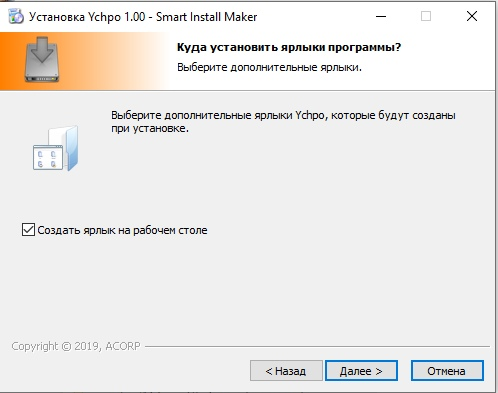 Установка Ychpo 1.00 - Smart Install Maker
Куда установить ярлыки программы?
Выберите дополнительные ярлыки.
Выберите дополнительные ярлыки Ychpo, которые будут созданы
при установке.
Создать ярлык на рабочем столе
Copyright © 2019, ACORP
< Назад Далее > Отмена